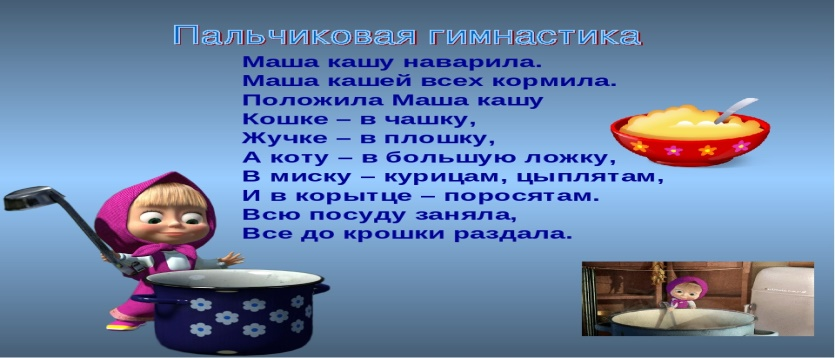 Пальчиковая гимнастика
Маша кашу наварила.
Маша кашей всех кормила.
Положила Маша кашу
Кошке – в чашку,
Жучке – в плошку,
А коту – в большую ложку,
В миску – курицам, цыплятам,
И в корытце – поросятам.
Всю посуду заняла,
Все до крошки раздала.